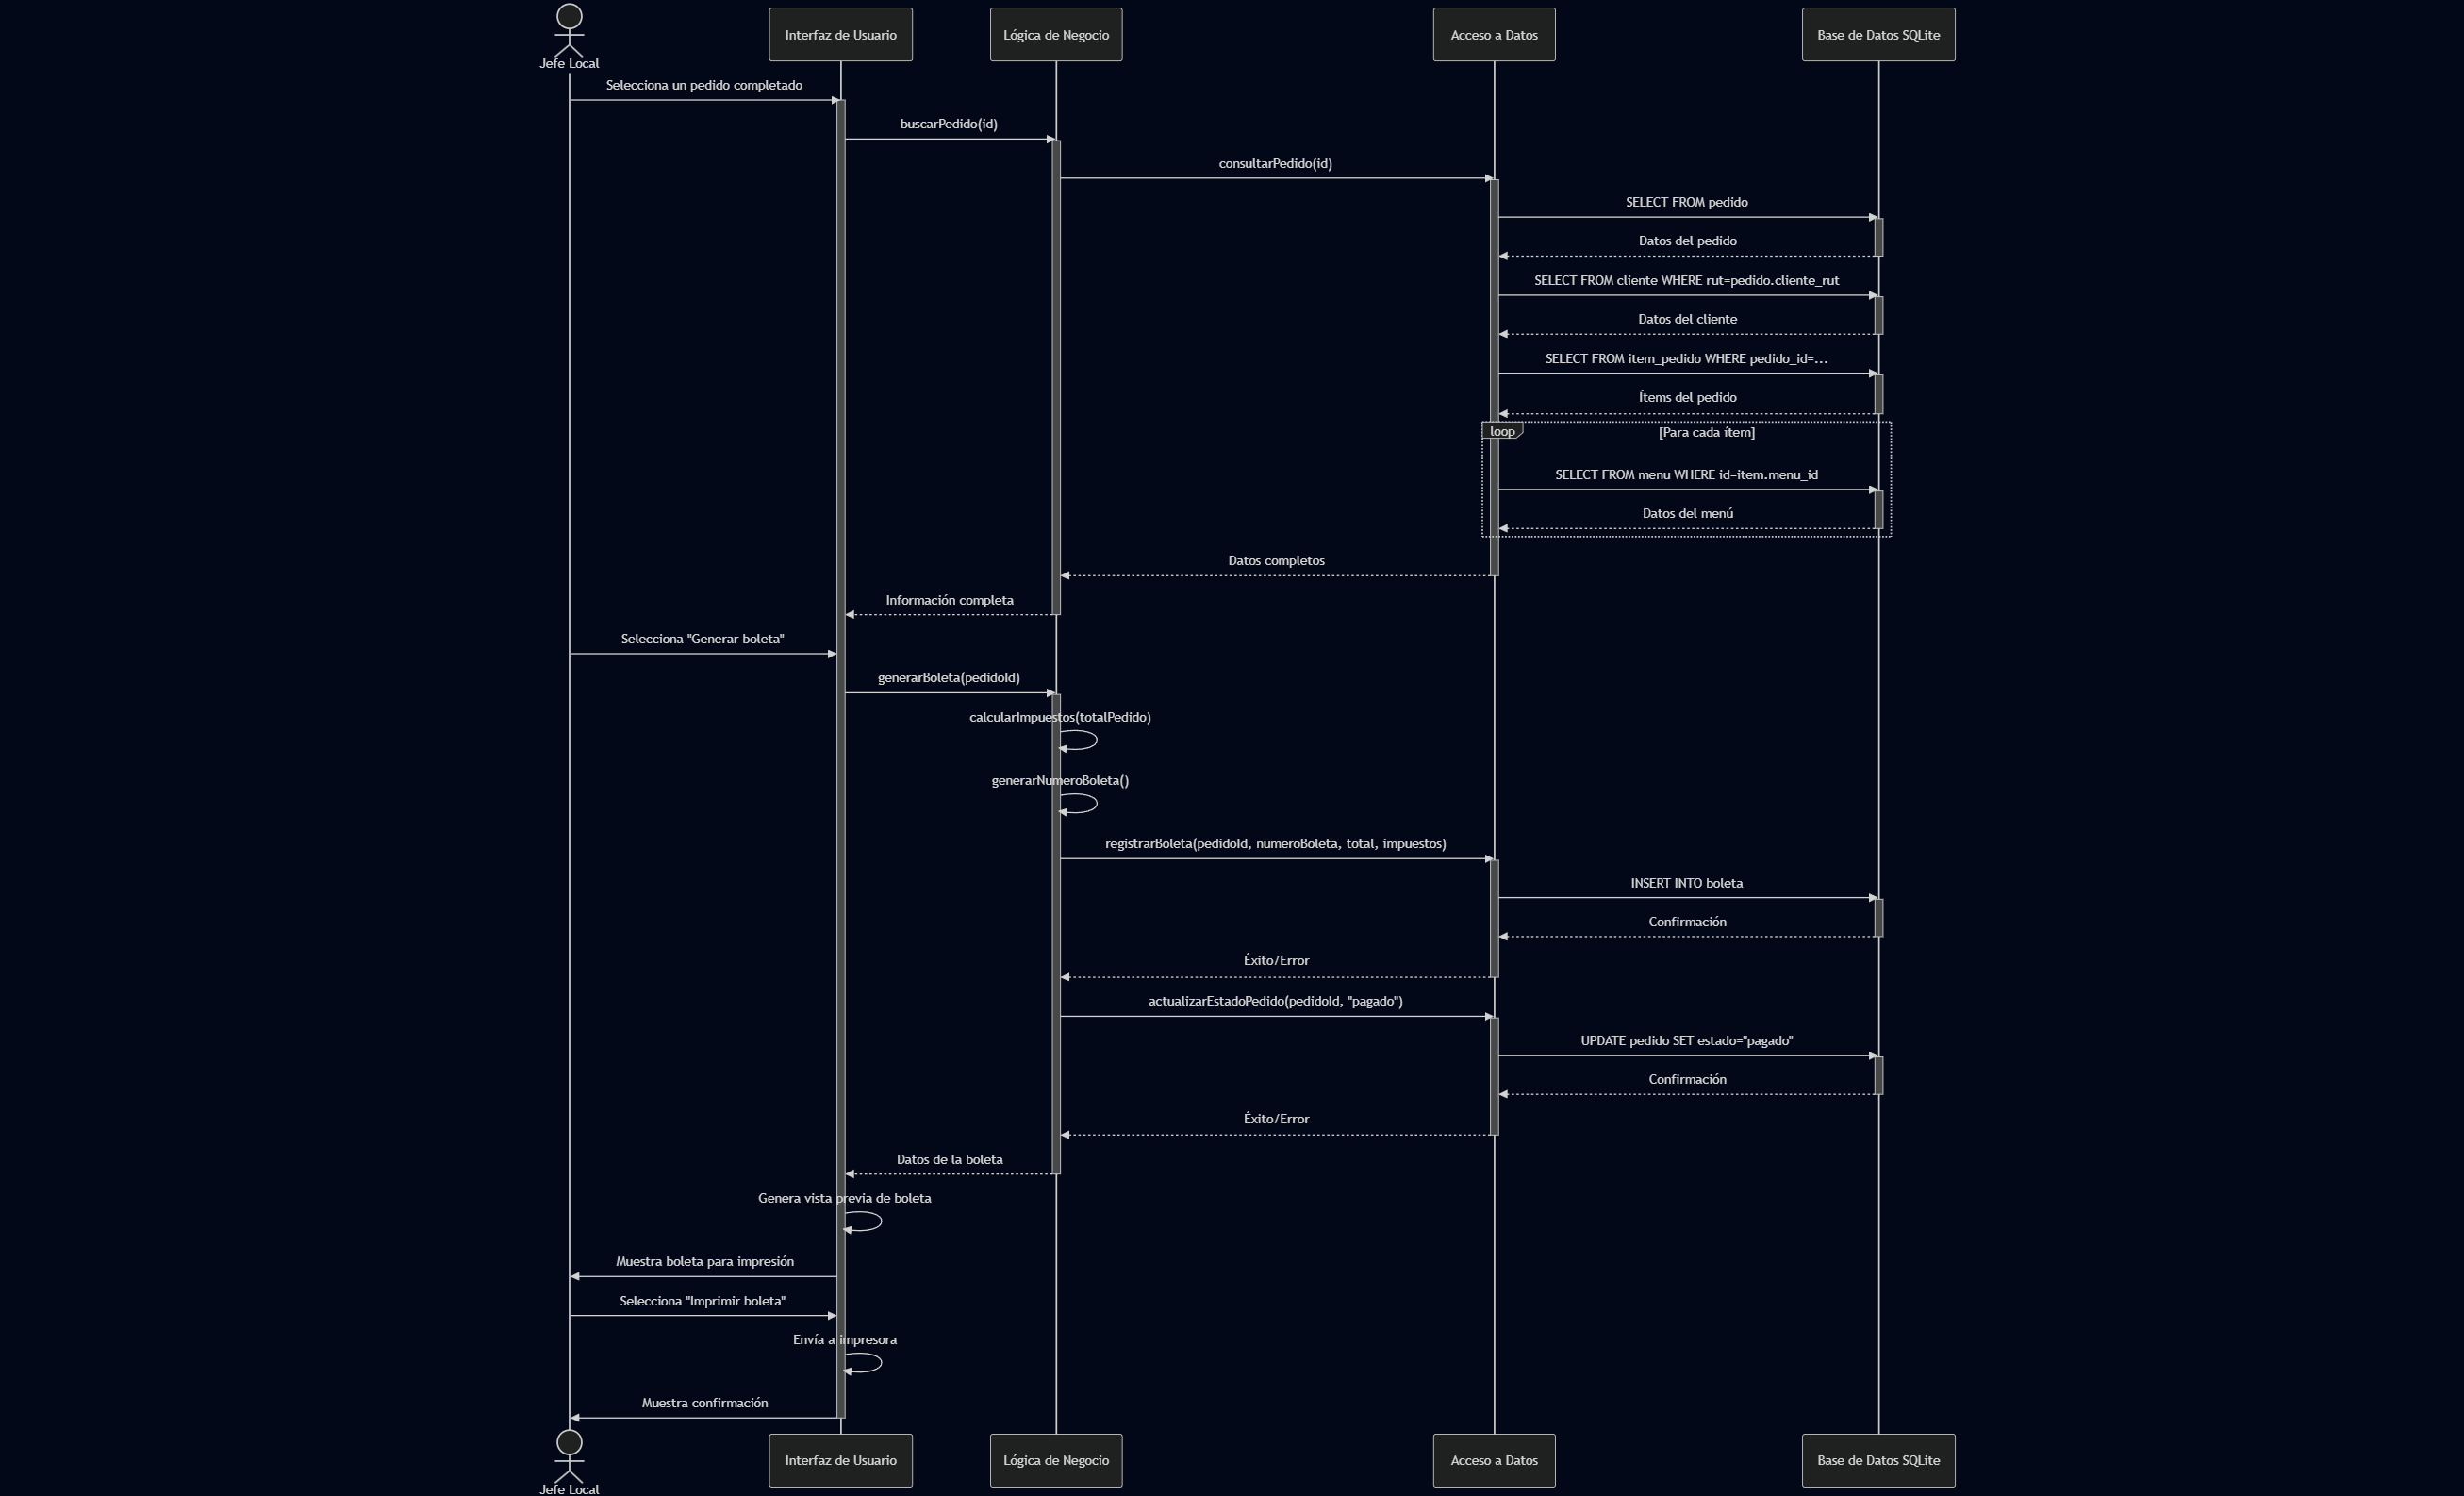 Jefe Local
Interfaz de Usuario
Lógica de Negocio
Acceso a Datos
Base de Datos SQLite
Selecciona un pedido completado
buscarPedido(id)
consultarPedido(id)
SELECT FROM pedido
Datos del pedido
SELECT FROM cliente WHERE rut=pedido.cliente_rut
Datos del cliente
SELECT FROM item_pedido WHERE pedido_id=...
Ítems del pedido
loop
[Para cada ítem]
SELECT FROM menu WHERE id=item.menu_id
Datos del menú
Datos completos
Información completa
Selecciona "Generar boleta"
generarBoleta(pedidoId)
calcularImpuestos(totalPedido)
generarNumeroBoleta()
registrarBoleta(pedidoId, numeroBoleta, total, impuestos)
INSERT INTO boleta
Confirmación
Éxito/Error
actualizarEstadoPedido(pedidoId, "pagado")
UPDATE pedido SET estado="pagado"
Confirmación
Éxito/Error
Datos de la boleta
Genera vista previa de boleta
Muestra boleta para impresión
Selecciona "Imprimir boleta"
Envía a impresora
Muestra confirmación
Jefe Local
Interfaz de Usuario
Lógica de Negocio
Acceso a Datos
Base de Datos SQLite